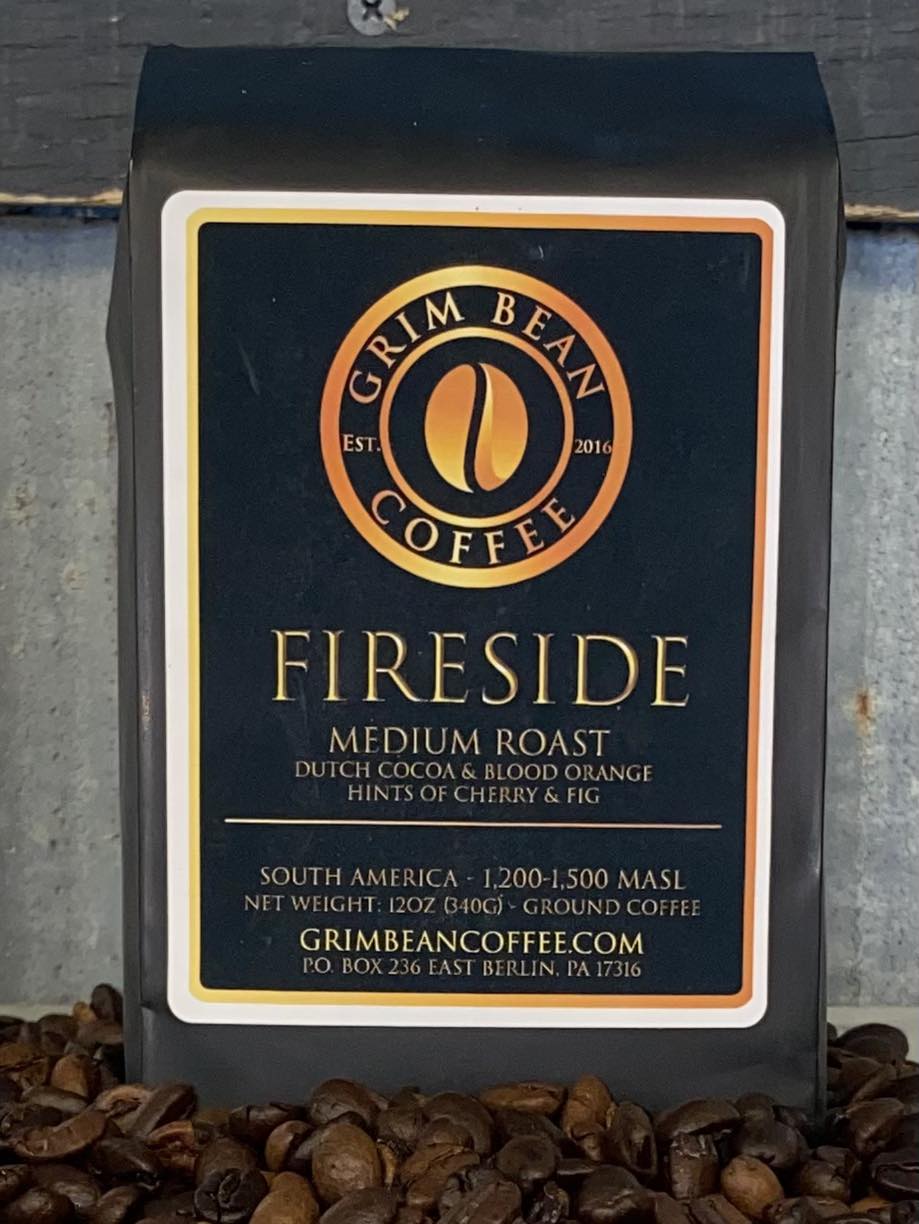 GRIM BEAN
EST. 2016
COFFEE
FIRESIDE
MEDIUM ROAST
DUTCH COCOA & BLOOD ORANGE
HINTS OF CHERRY & FIG
SOUTH AMERICA - 1,200-1,500 MASL
NET WEIGHT: 12OZ (340G) - GROUND COFFEE
GRIMBEANCOFFEE.COM
P.O. BOX 236 EAST BERLIN, PA 17316